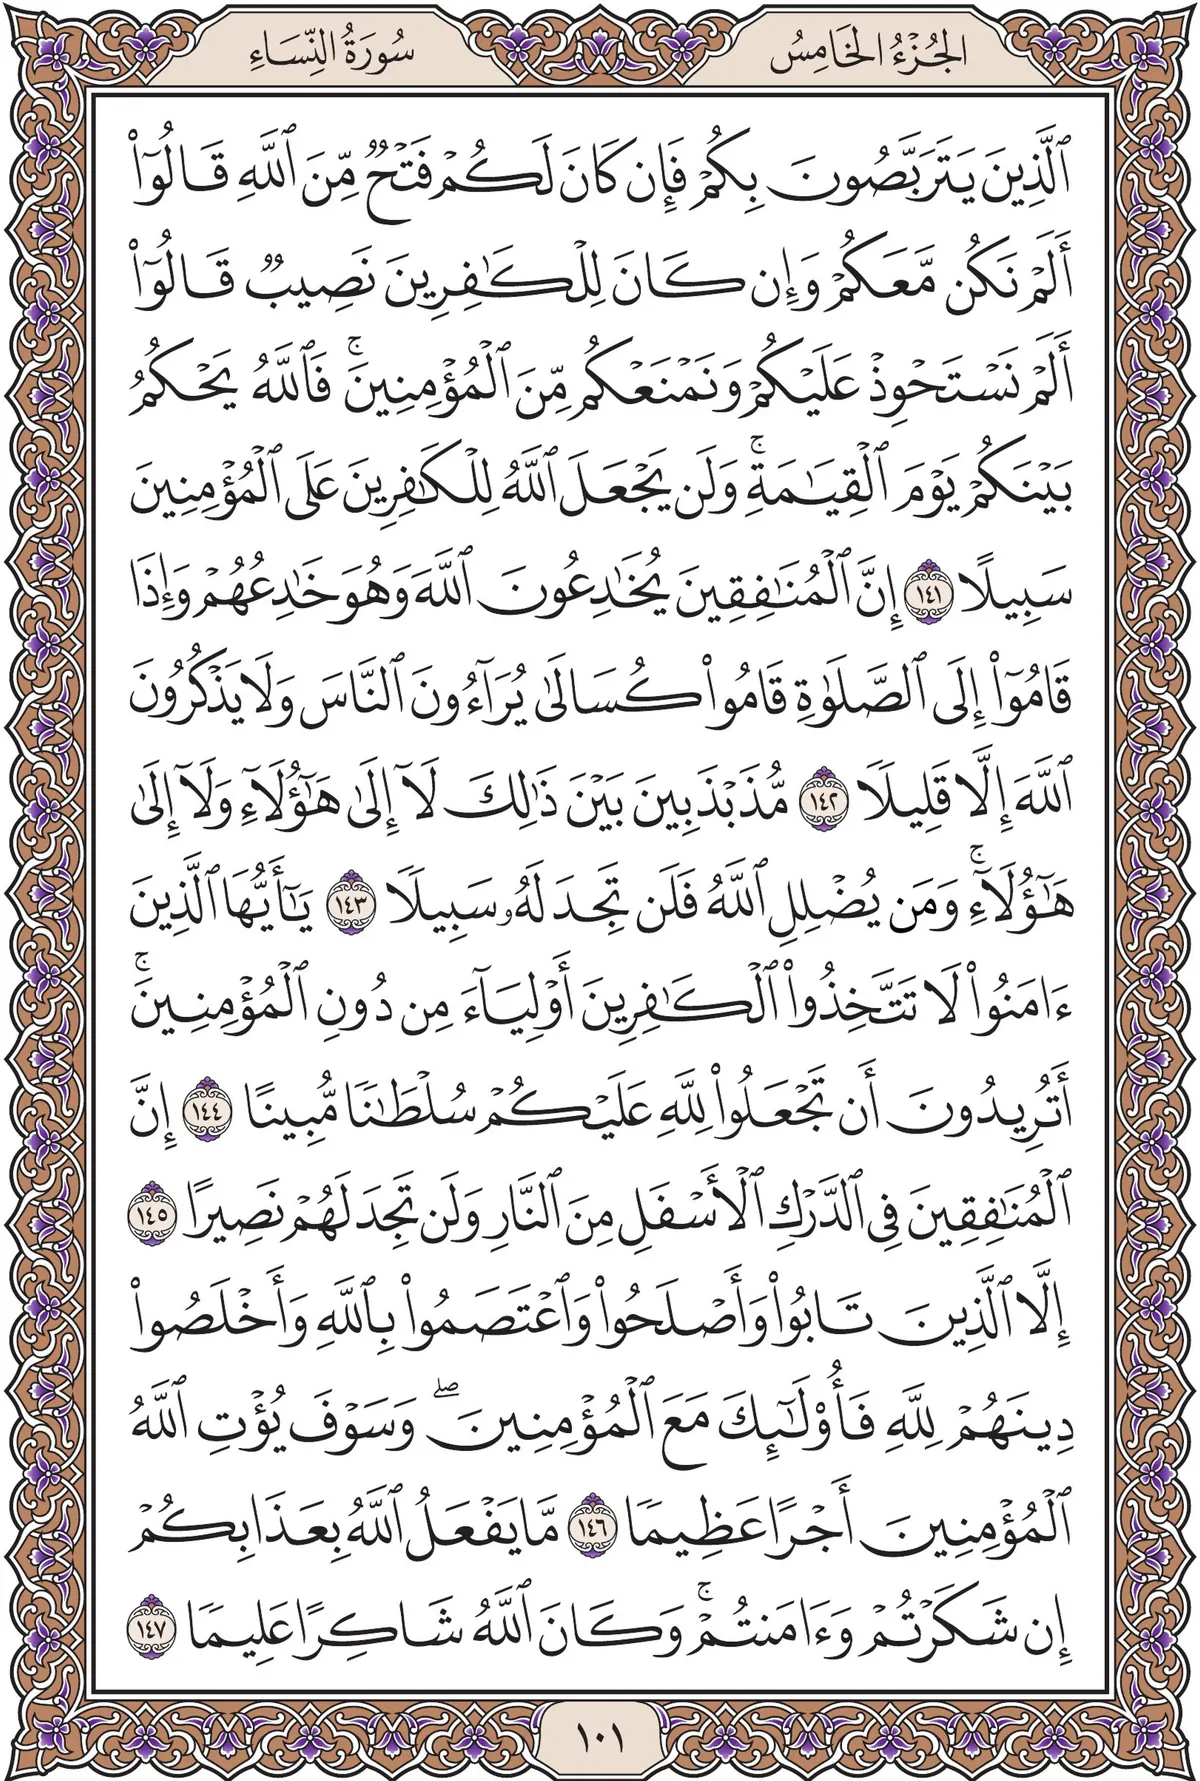 الجُزْءُ الخَامِسُ
سُورَةُ النِّسَاءِ
ٱلَّذِينَ يَتَرَبَّصُونَ بِكُمْ فَإِن كَانَ لَكُمْ فَتْحٌ مِّنَ ٱللَّهِ قَالُوٓا۟
أَلَمْ نَكُن مَّعَكُمْ وَإِن كَانَ لِلْكَٰفِرِينَ نَصِيبٌ قَالُوٓا۟
أَلَمْ نَسْتَحْوِذْ عَلَيْكُمْ وَنَمْنَعْكُم مِّنَ ٱلْمُؤْمِنِينَۚ فَٱللَّهُ يَحْكُمُ
بَيْنَكُمْ يَوْمَ ٱلْقِيَٰمَةِۚ وَلَن يَجْعَلَ ٱللَّهُ لِلْكَٰفِرِينَ عَلَى ٱلْمُؤْمِنِينَ
سَبِيلًا ١٤١ إِنَّ ٱلْمُنَٰفِقِينَ يُخَٰدِعُونَ ٱللَّهَ وَهُوَ خَٰدِعُهُمْ وَإِذَا
قَامُوٓا۟ إِلَى ٱلصَّلَوٰةِ قَامُوا۟ كُسَالَىٰ يُرَآءُونَ ٱلنَّاسَ وَلَا يَذْكُرُونَ
ٱللَّهَ إِلَّا قَلِيلًا ١٤٢ مُّذَبْذَبِينَ بَيْنَ ذَٰلِكَ لَآ إِلَىٰ هَٰٓؤُلَآءِ وَلَآ إِلَىٰ
هَٰٓؤُلَآءِۚ وَمَن يُضْلِلِ ٱللَّهُ فَلَن تَجِدَ لَهُۥ سَبِيلًا ١٤٣ يَٰٓأَيُّهَا ٱلَّذِينَ
ءَامَنُوا۟ لَا تَتَّخِذُوا۟ ٱلْكَٰفِرِينَ أَوْلِيَآءَ مِن دُونِ ٱلْمُؤْمِنِينَۚ
أَتُرِيدُونَ أَن تَجْعَلُوا۟ لِلَّهِ عَلَيْكُمْ سُلْطَٰنًا مُّبِينًا ١٤٤ إِنَّ
ٱلْمُنَٰفِقِينَ فِى ٱلدَّرْكِ ٱلْأَسْفَلِ مِنَ ٱلنَّارِ وَلَن تَجِدَ لَهُمْ نَصِيرًا ١٤٥
إِلَّا ٱلَّذِينَ تَابُوا۟ وَأَصْلَحُوا۟ وَٱعْتَصَمُوا۟ بِٱللَّهِ وَأَخْلَصُوا۟
دِينَهُمْ لِلَّهِ فَأُو۟لَٰٓئِكَ مَعَ ٱلْمُؤْمِنِينَۖ وَسَوْفَ يُؤْتِ ٱللَّهُ
ٱلْمُؤْمِنِينَ أَجْرًا عَظِيمًا ١٤٦ مَّا يَفْعَلُ ٱللَّهُ بِعَذَابِكُمْ
إِن شَكَرْتُمْ وَءَامَنتُمْۚ وَكَانَ ٱللَّهُ شَاكِرًا عَلِيمًا ١٤٧
١٠١